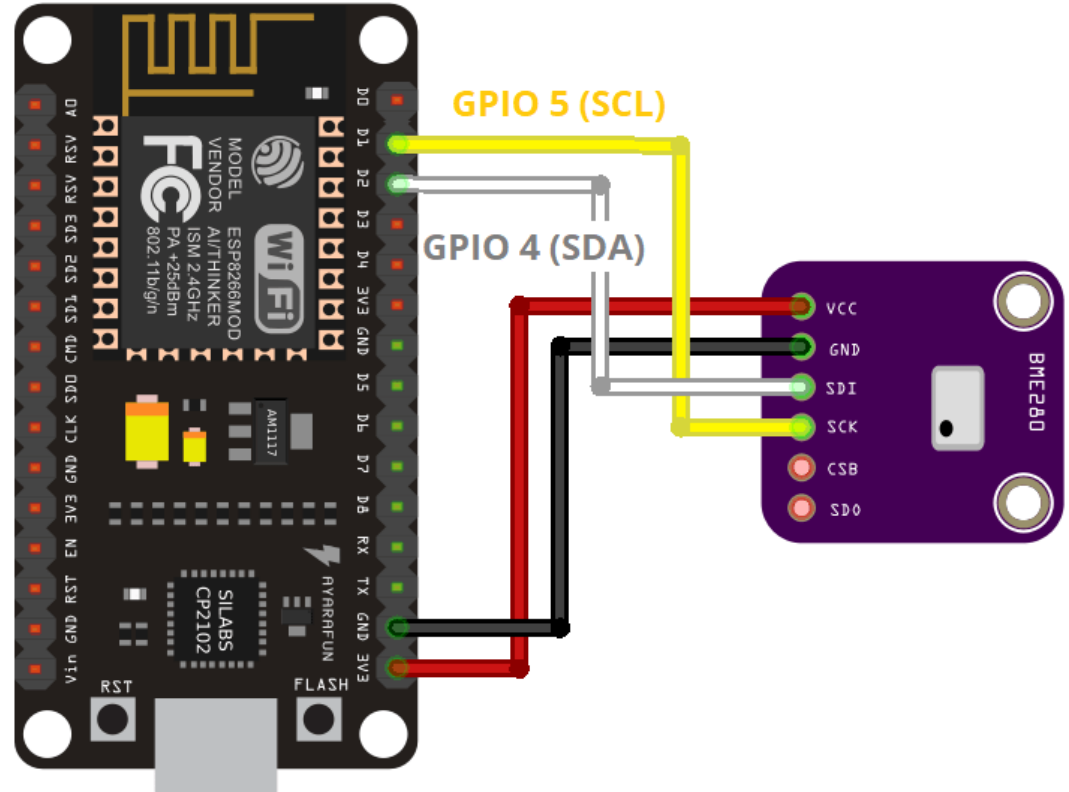 A0
RSV
RSV
SD3
SD2
SD1
CMD
SD0
CLK
GND
3V3
EN
RST
GND
Vin
FC
MODEL
VENDOR
ESP8266MOD
AI/THINKER
ISM 2.4GHz
PA +25dBm
802.11b/g/n
Wi Fi
AM1117
SILABS
CP2102
AYARAFUN
RST
FLASH
D0
D1
D2
D3
D4
3V3
GND
D5
D6
D7
D8
RX
TX
GND
3V3
GPIO 5 (SCL)
GPIO 4 (SDA)
VCC
GND
SDI
SCK
CSB
SDO
BME280